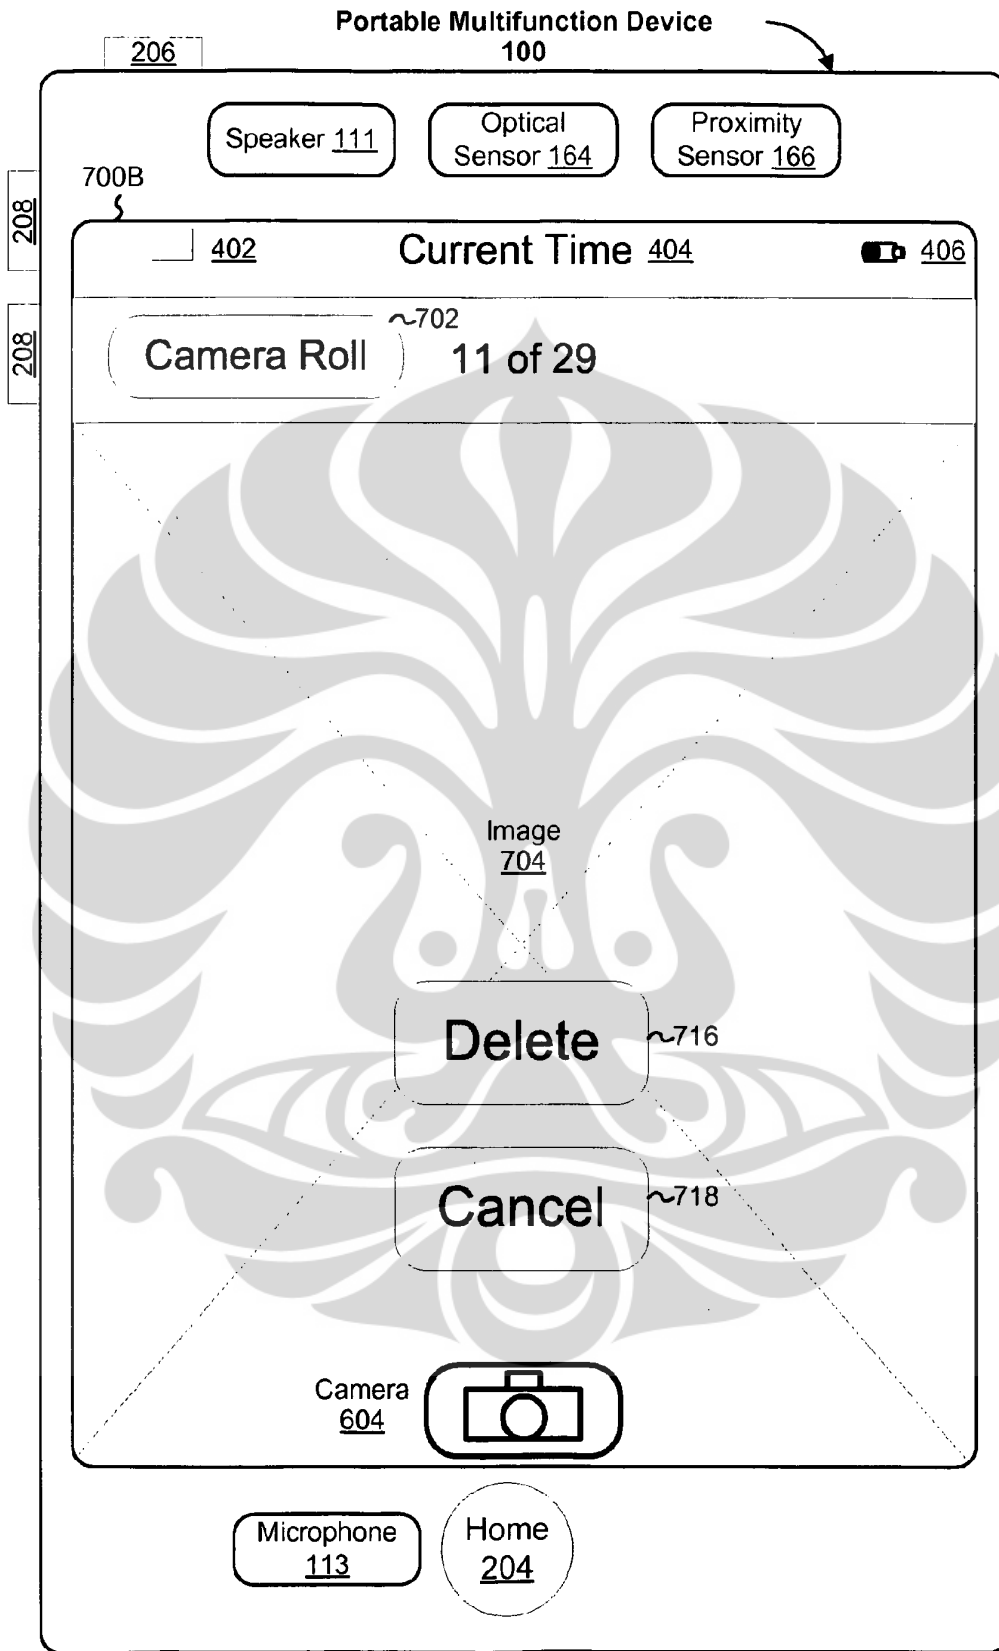 Portable Multifunction Device
100
206
Speaker 111
Optical
Sensor 164
Proximity
Sensor 166
700B
208
402
Current Time 404
406
208
Camera Roll
702
11 of 29
Image
704
Delete
716
Cancel
718
Camera
604
Microphone
113
Home
204